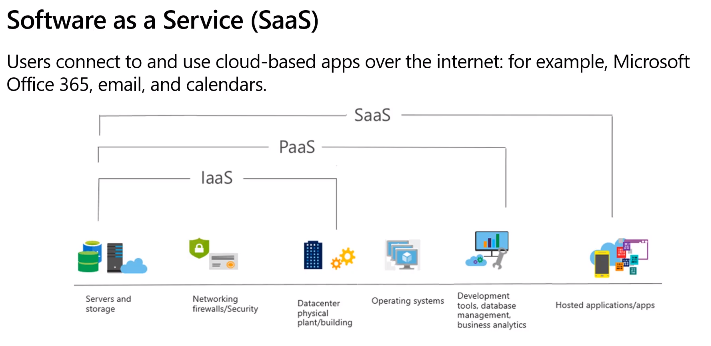 Software as a Service (SaaS)
Users connect to and use cloud-based apps over the internet: for example, Microsoft
Office 365, email, and calendars.
SaaS
PaaS
IaaS
Servers and
storage
Networking
firewalls/Security
Datacenter
physical
plant/building
Operating systems
Development
tools, database
management,
business analytics
Hosted applications/apps